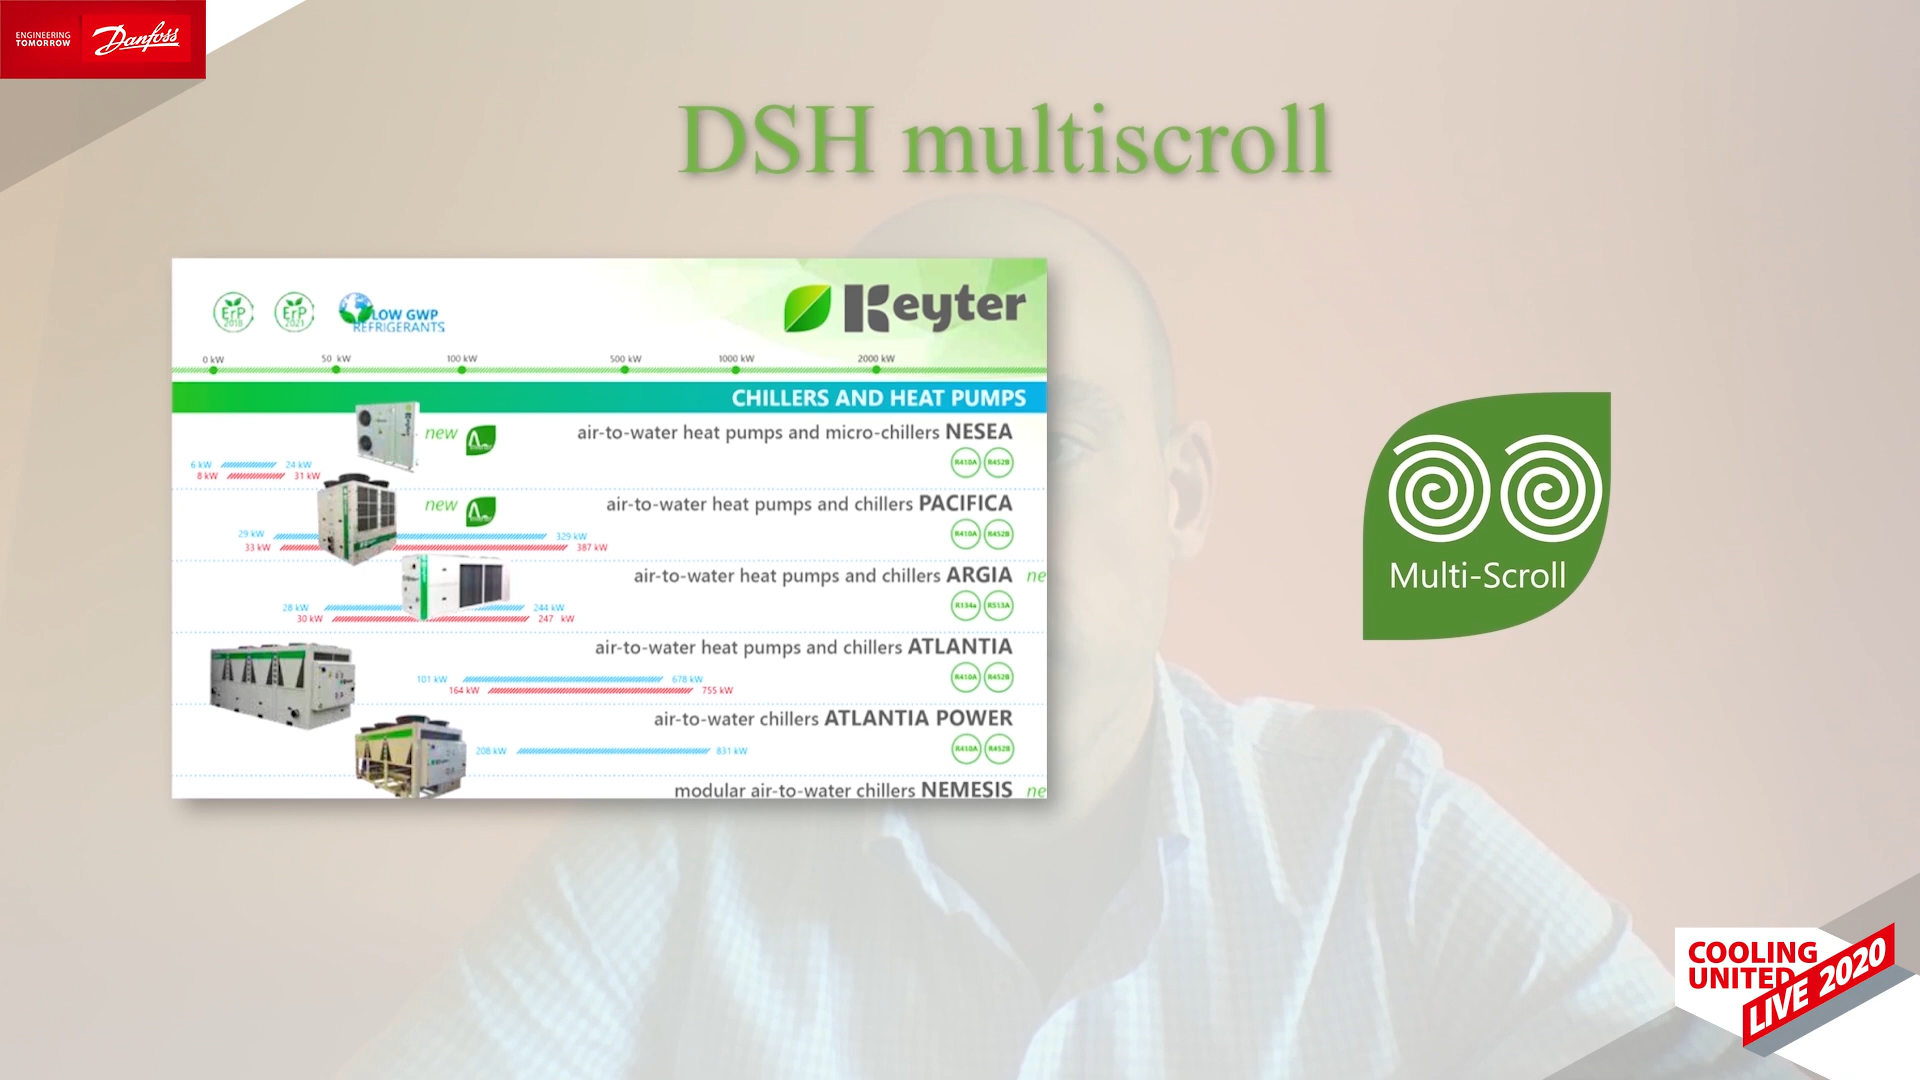 ENGINEERING
TOMORROW
Danfoss
DSH multiscroll
ErP
2018
ErP
2021
LOW GWP
REFRIGERANTS
Keyter
0 kW 50 kW 100 kW 500 kW 1000 kW 2000 kW
CHILLERS AND HEAT PUMPS
new
air-to-water heat pumps and micro-chillers NESEA
R410A R452B
6 kW 24 kW
8 kW 31 kW
new
air-to-water heat pumps and chillers PACIFICA
R410A R452B
29 kW 329 kW
33 kW 387 kW
air-to-water heat pumps and chillers ARGIA ne
R134a R513A
28 kW 244 kW
30 kW 247 kW
air-to-water heat pumps and chillers ATLANTIA
R410A R452B
101 kW 678 kW
164 kW 755 kW
air-to-water chillers ATLANTIA POWER
R410A R452B
208 kW 831 kW
modular air-to-water chillers NEMESIS ne
Multi-Scroll
COOLING
UNITED
LIVE 2020